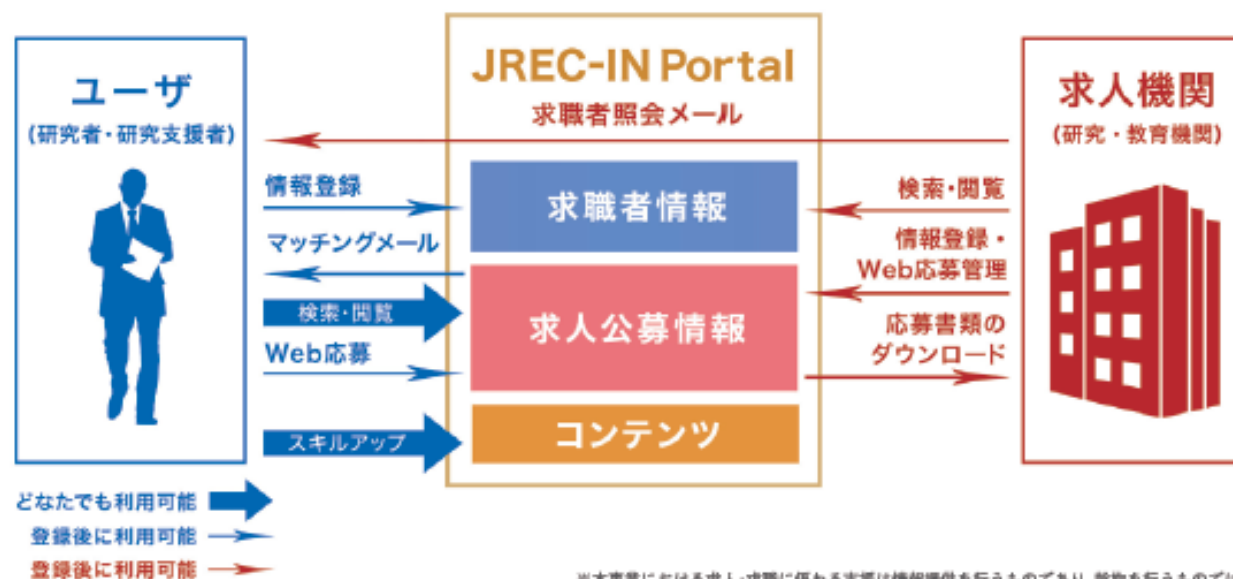 JREC-IN Portal
求職者照会メール
ユーザ
(研究者・研究支援者)
求人機関
(研究・教育機関)
情報登録
求職者情報
検索・閲覧
マッチングメール
情報登録・
Web応募管理
検索・閲覧
求人公募情報
Web応募
応募書類の
ダウンロード
スキルアップ
コンテンツ
どなたでも利用可能
登録後に利用可能
登録後に利用可能